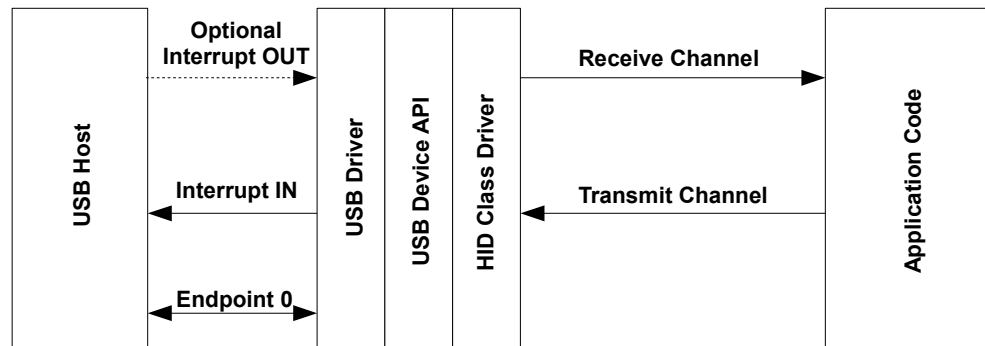 USB Host
Optional
Interrupt OUT
Interrupt IN
Endpoint 0
USB Driver
USB Device API
HID Class Driver
Receive Channel
Transmit Channel
Application Code